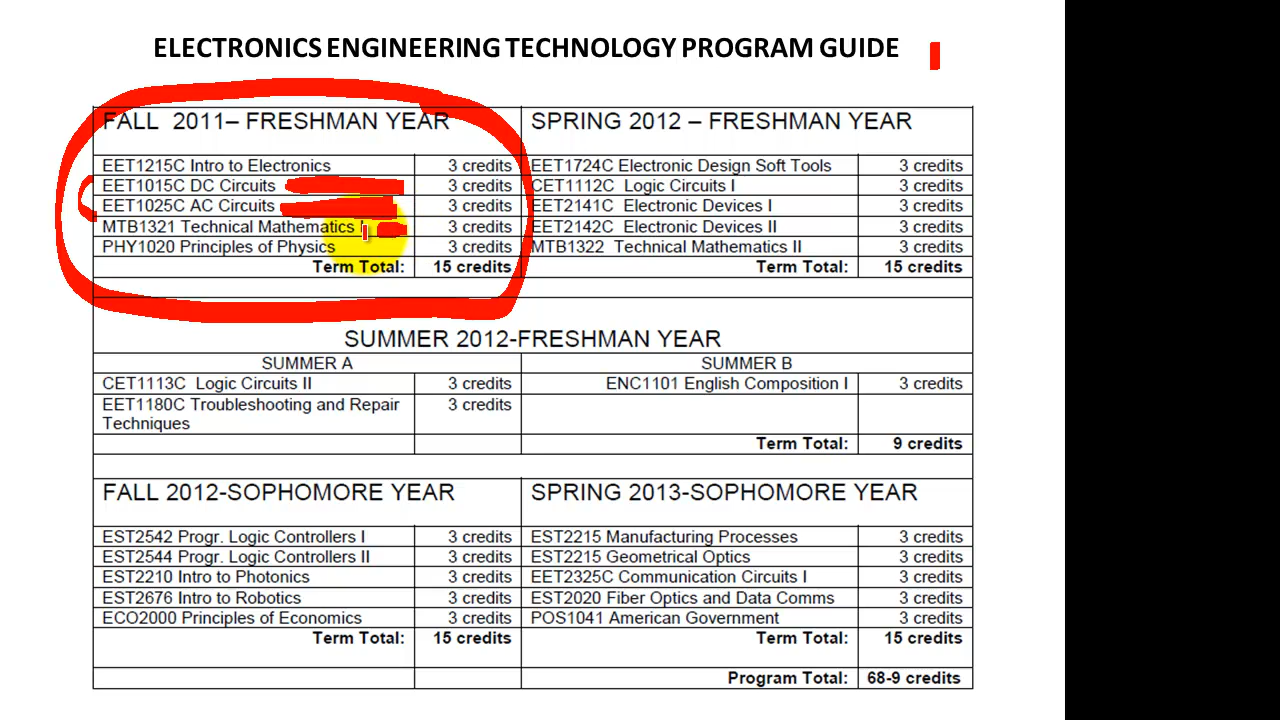 ELECTRONICS ENGINEERING TECHNOLOGY PROGRAM GUIDE
FALL 2011– FRESHMAN YEAR
EET1215C Intro to Electronics 3 credits
EET1015C DC Circuits 3 credits
EET1025C AC Circuits 3 credits
MTB1321 Technical Mathematics I 3 credits
PHY1020 Principles of Physics 3 credits
Term Total: 15 credits
SPRING 2012 – FRESHMAN YEAR
EET1724C Electronic Design Soft Tools 3 credits
CET1112C Logic Circuits I 3 credits
EET2141C Electronic Devices I 3 credits
EET2142C Electronic Devices II 3 credits
MTB1322 Technical Mathematics II 3 credits
Term Total: 15 credits
SUMMER 2012-FRESHMAN YEAR
SUMMER A
CET1113C Logic Circuits II 3 credits
EET1180C Troubleshooting and Repair 3 credits
Techniques
SUMMER B
ENC1101 English Composition I 3 credits
Term Total: 9 credits
FALL 2012-SOPHOMORE YEAR
EST2542 Progr. Logic Controllers I 3 credits
EST2544 Progr. Logic Controllers II 3 credits
EST2210 Intro to Photonics 3 credits
EST2676 Intro to Robotics 3 credits
ECO2000 Principles of Economics 3 credits
Term Total: 15 credits
SPRING 2013-SOPHOMORE YEAR
EST2215 Manufacturing Processes 3 credits
EST2215 Geometrical Optics 3 credits
EET2325C Communication Circuits I 3 credits
EST2020 Fiber Optics and Data Comms 3 credits
POS1041 American Government 3 credits
Term Total: 15 credits
Program Total: 68-9 credits